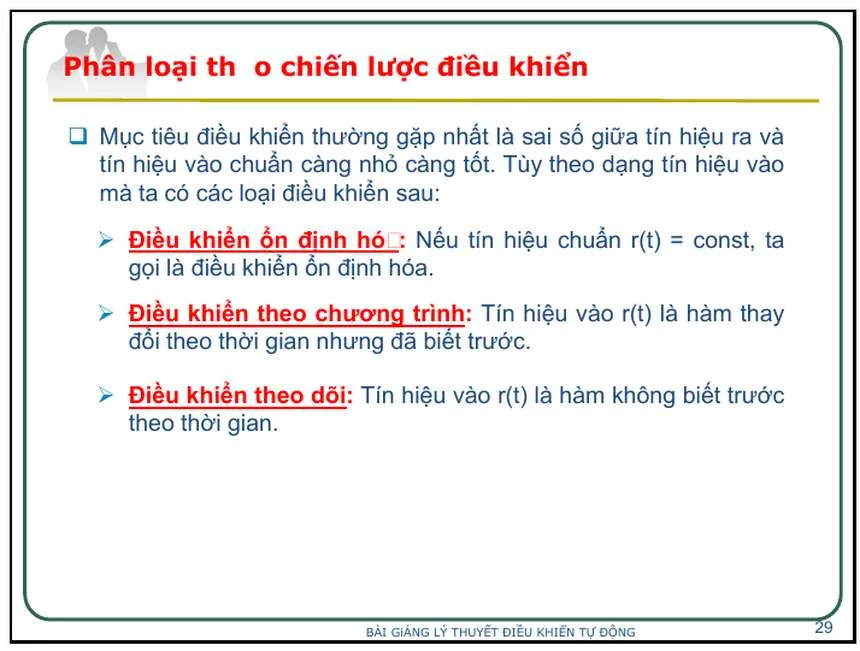 Phân loại th o chiến lược điều khiển
Mục tiêu điều khiển thường gặp nhất là sai số giữa tín hiệu ra và
tín hiệu vào chuẩn càng nhỏ càng tốt. Tùy theo dạng tín hiệu vào
mà ta có các loại điều khiển sau:
Điều khiển ổn định hó□: Nếu tín hiệu chuẩn r(t) = const, ta
gọi là điều khiển ổn định hóa.
Điều khiển theo chương trình: Tín hiệu vào r(t) là hàm thay
đổi theo thời gian nhưng đã biết trước.
Điều khiển theo dõi: Tín hiệu vào r(t) là hàm không biết trước
theo thời gian.
BÀI GiẢNG LÝ THUYẾT ĐIỀU KHIỂN TỰ ĐỘNG
29